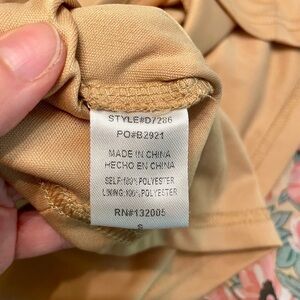 STYLE#D7286
PO#B2921
MADE IN CHINA
HECHO EN CHINA
SELF:100% POLYESTER
LINING:100% POLYESTER
RN#132005
S